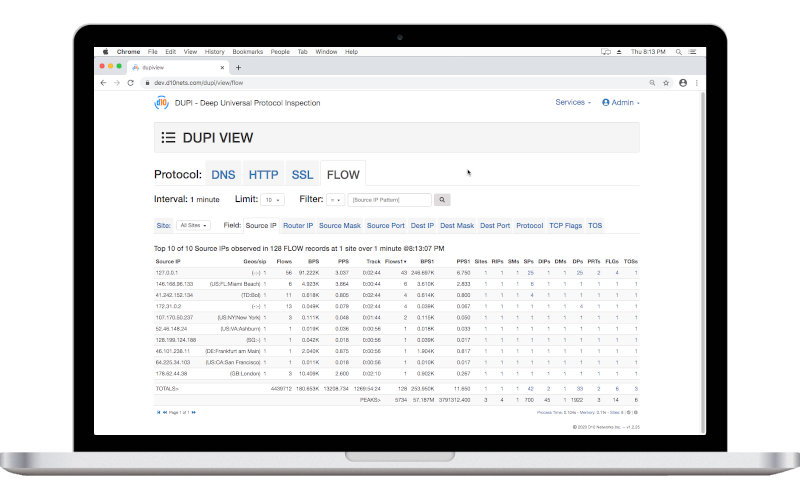 Chrome File Edit View History Bookmarks People Tab Window Help Thu 8:13 PM
dupiview
dev.d10nets.com/dupi/view/flow
d10 DUPI - Deep Universal Protocol Inspection Services Admin
DUPI VIEW
Protocol: DNS HTTP SSL FLOW
Interval: 1 minute Limit: 10 Filter: = [Source IP Pattern]
Site: All Sites Field: Source IP Router IP Source Mask Source Port Dest IP Dest Mask Dest Port Protocol TCP Flags TOS
Top 10 of 10 Source IPs observed in 128 FLOW records at 1 site over 1 minute @8:13:07 PM
Source IP Geo/sip Flows BPS PPS Track Flows1 BPS1 PPS1 Sites RIPs SMs SPs DIPs DMs DPs PRTs FLGs TOSs
127.0.0.1 (--:--) 1 56 91.222K 3.037 0:02:44 43 246.697K 6.750 1 1 1 25 1 1 25 2 4 1
146.168.96.133 (US:FL:Miami Beach) 1 6 4.923K 3.864 0:00:44 6 3.610K 2.833 1 1 1 6 1 1 1 1 1 1
41.242.152.134 (TD:Bol) 1 11 0.818K 0.805 0:02:44 4 0.614K 0.800 1 1 1 4 1 1 1 1 1 1
172.31.0.2 (--:--) 1 13 0.049K 0.079 0:02:44 4 0.039K 0.067 1 1 1 1 1 1 4 1 1 1
107.170.50.237 (US:NY:New York) 1 3 0.111K 0.048 0:01:44 2 0.115K 0.050 1 1 1 1 1 1 1 1 1 1
52.46.148.24 (US:VA:Ashburn) 1 1 0.019K 0.036 0:00:56 1 0.018K 0.033 1 1 1 1 1 1 1 1 1 1
128.199.124.188 (SG:--) 1 1 0.042K 0.018 0:00:56 1 0.039K 0.017 1 1 1 1 1 1 1 1 1 1
46.101.238.11 (DE:Frankfurt am Main) 1 1 2.040K 0.875 0:00:56 1 1.904K 0.817 1 1 1 1 1 1 1 1 1 1
64.225.34.103 (US:CA:San Francisco) 1 1 0.011K 0.018 0:00:56 1 0.010K 0.017 1 1 1 1 1 1 1 1 1 1
178.62.44.38 (GB:London) 1 3 10.408K 2.600 0:02:10 1 0.902K 0.267 1 1 1 1 1 1 1 1 1 1
TOTALS> 4439712 180.653K 13208.734 1269:54:24 128 253.950K 11.650 1 1 1 42 2 1 33 2 8 3
PEAKS> 5734 57.187M 3791312.400 3 4 1 700 45 1 1922 3 14 6
Page 1 of 1 Process Time: 0.104s - Memory: 3.11k - Sites: 8
© 2020 D10 Networks Inc. — v1.2.25